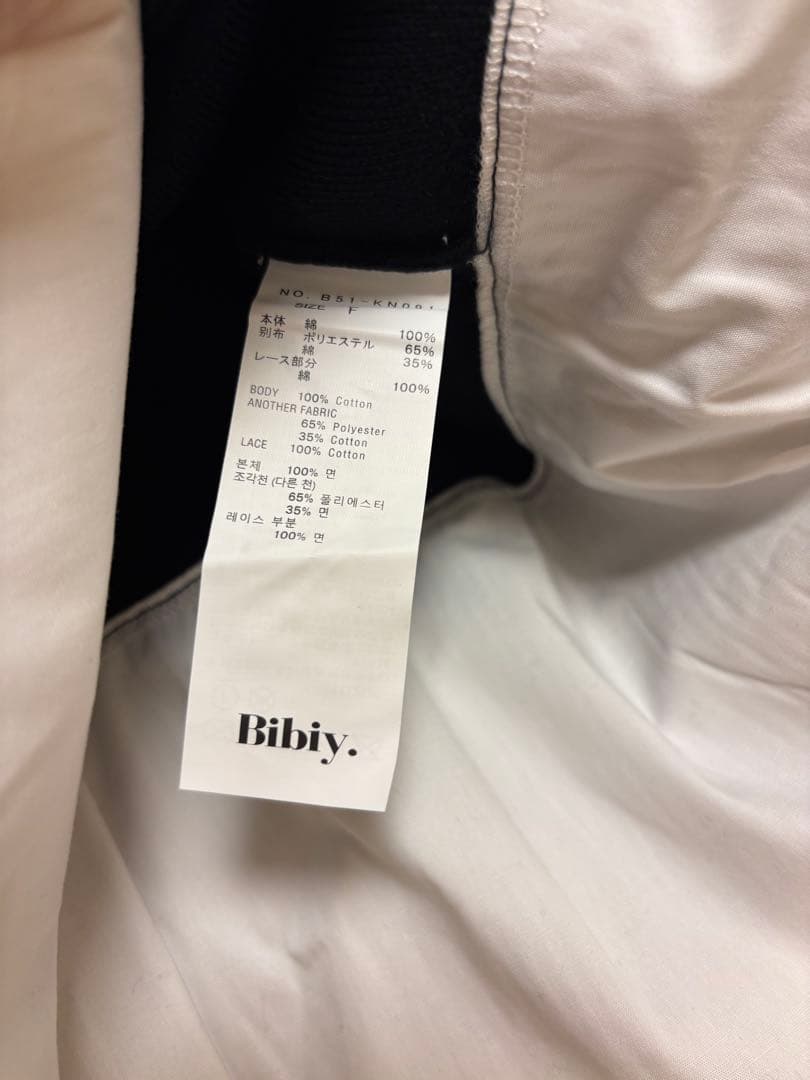 NO. B51-KN091
SIZE F
本体 綿 100%
別布 ポリエステル 65%
綿 35%
レース部分
綿 100%
BODY 100% Cotton
ANOTHER FABRIC
65% Polyester
35% Cotton
LACE 100% Cotton
본체 100% 면
조각천 (다른 천)
65% 폴리에스터
35% 면
레이스 부분
100% 면
Bibiy.